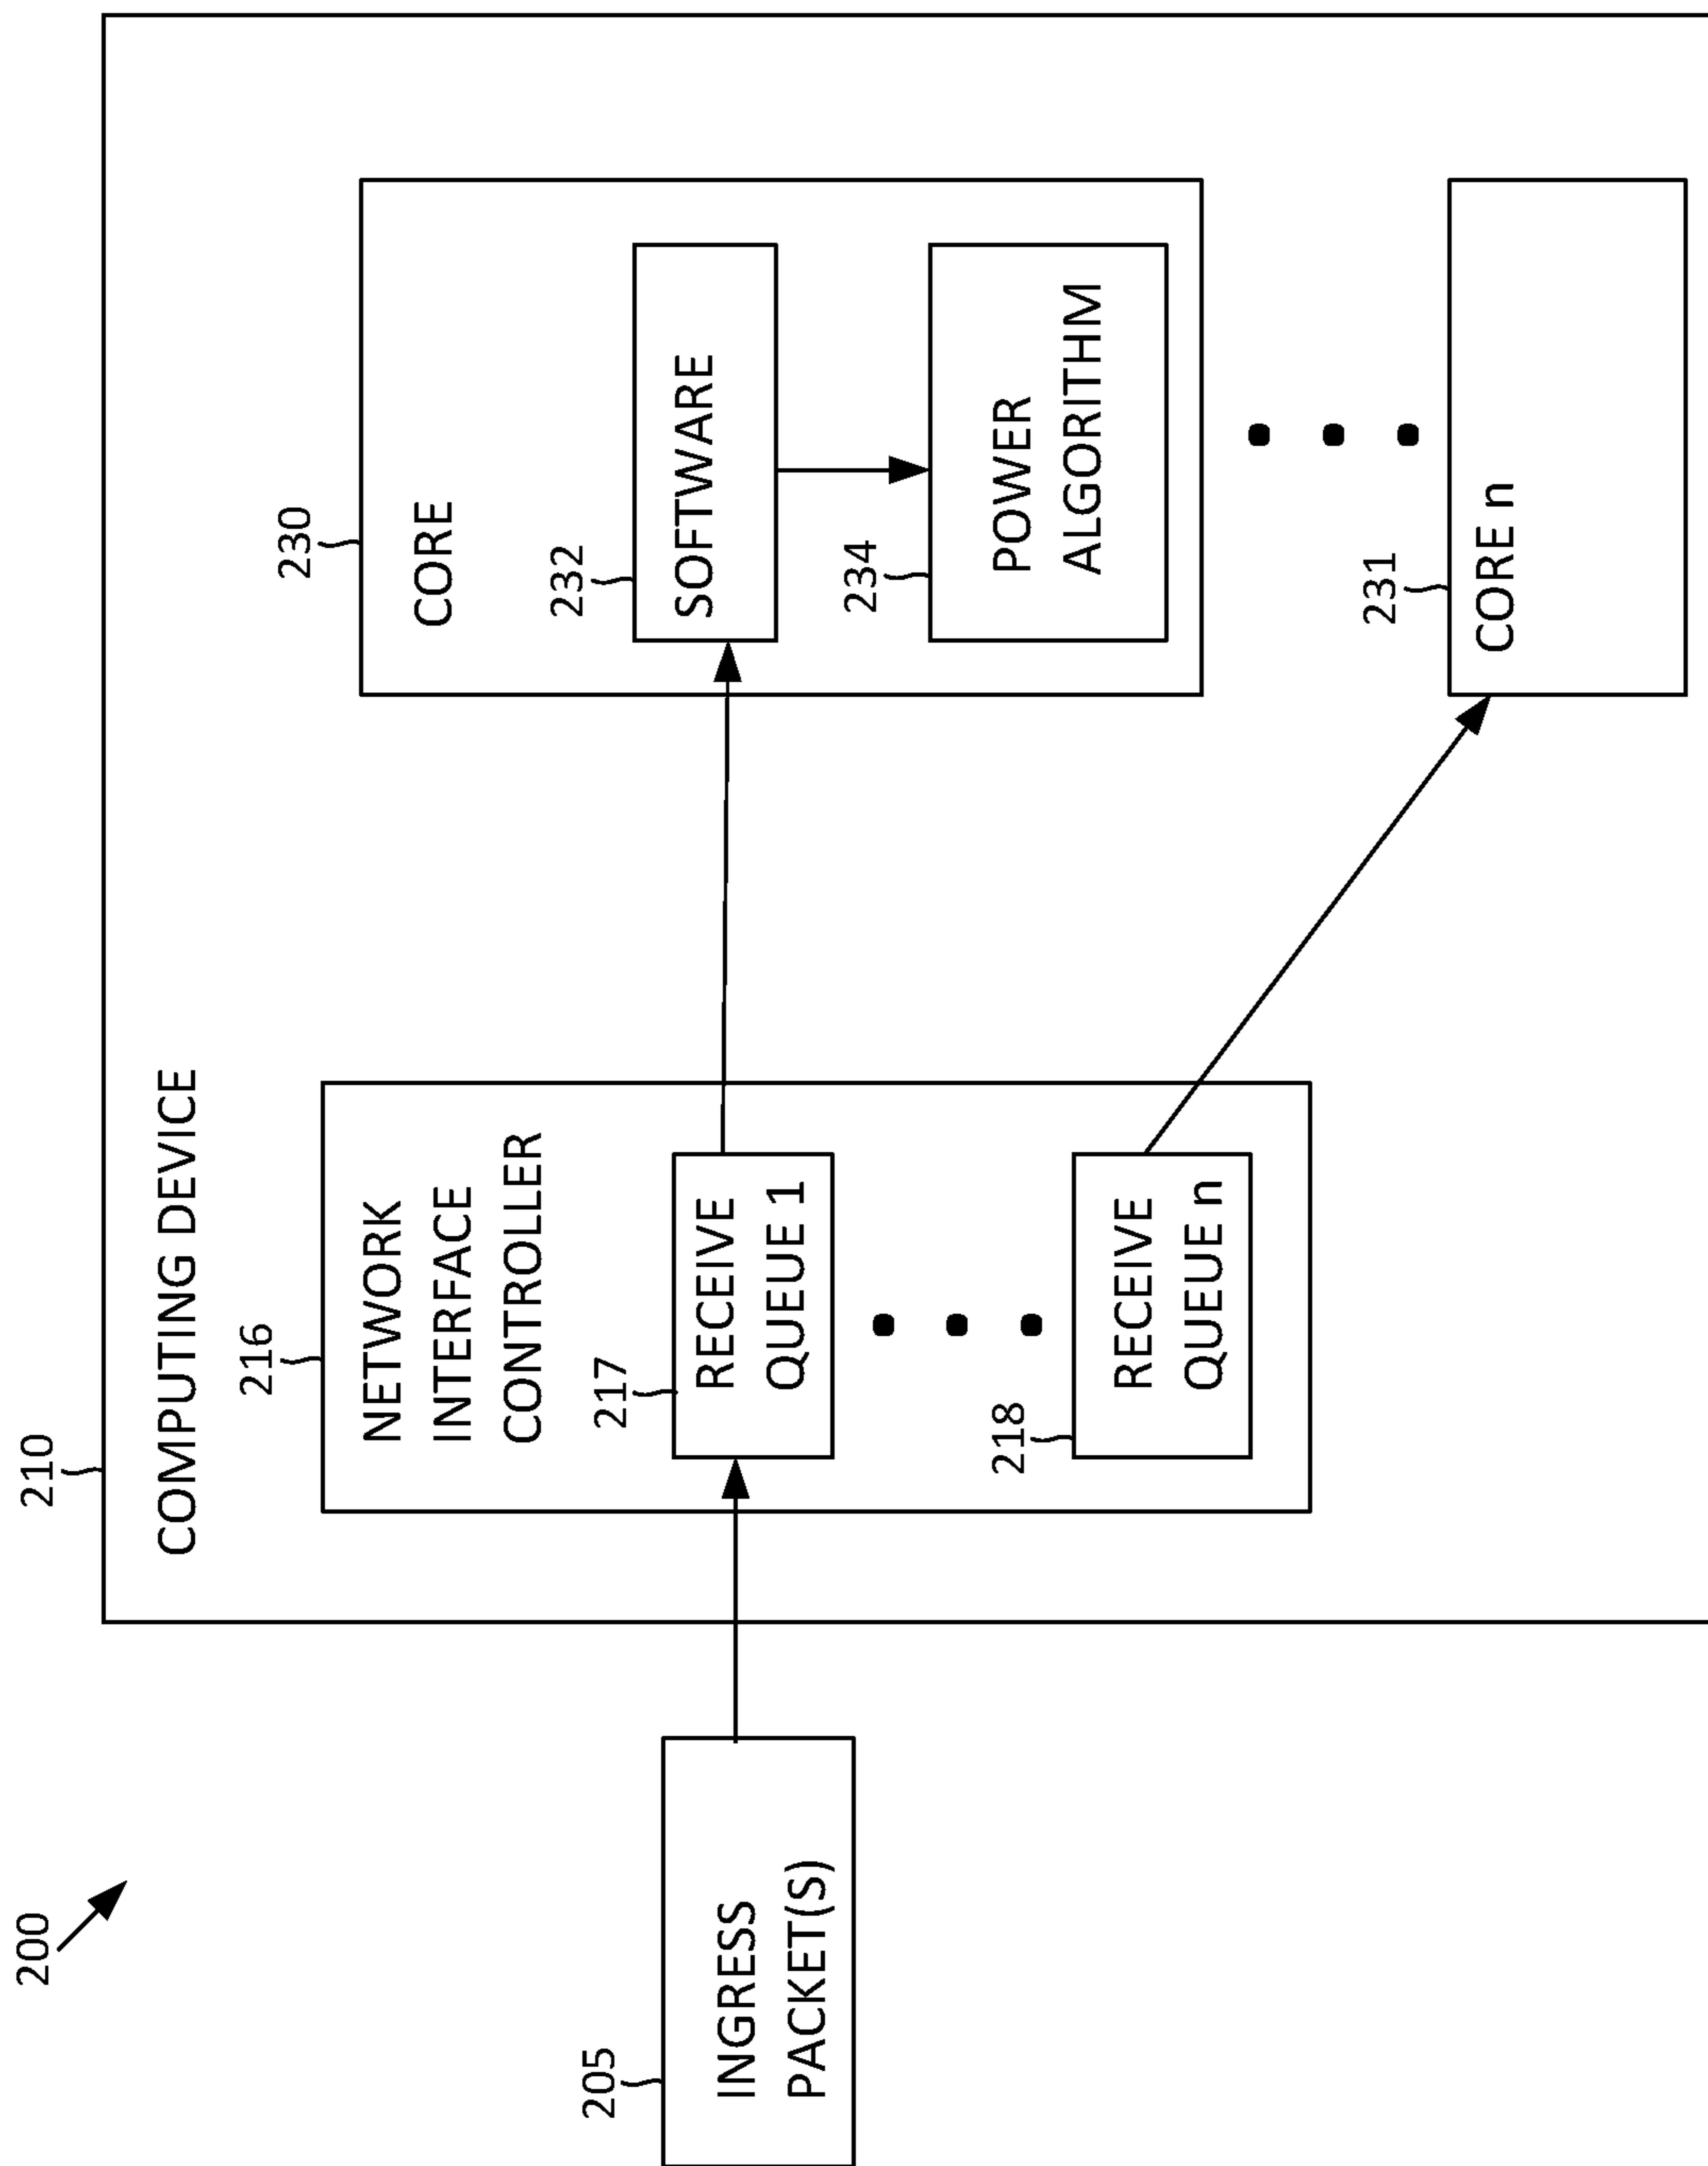 200
210
COMPUTING DEVICE
205
INGRESS
PACKET(S)
216
NETWORK
INTERFACE
CONTROLLER
217
RECEIVE
QUEUE 1
218
RECEIVE
QUEUE n
230
CORE
232
SOFTWARE
234
POWER
ALGORITHM
231
CORE n